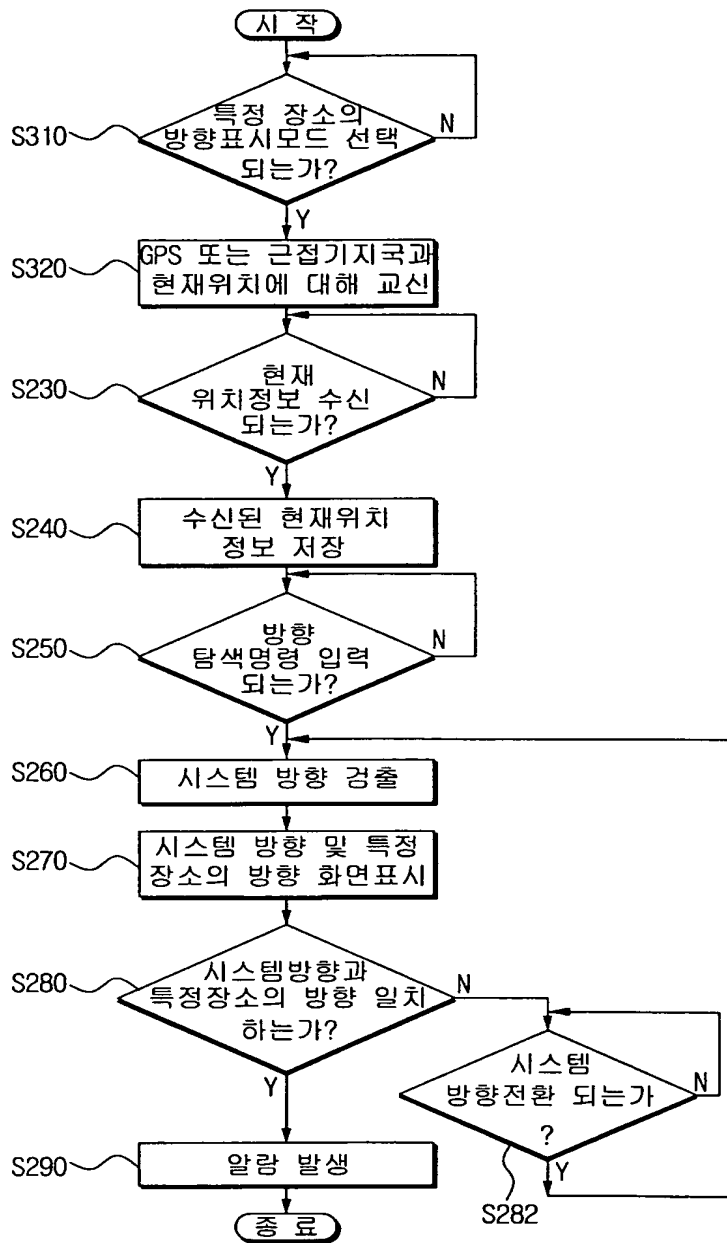 시 작
S310
특정 장소의
방향표시모드 선택
되는가?
N
Y
S320
GPS 또는 근접기지국과
현재위치에 대해 교신
S230
현재
위치정보 수신
되는가?
N
Y
S240
수신된 현재위치
정보 저장
S250
방향
탐색명령 입력
되는가?
N
Y
S260
시스템 방향 검출
S270
시스템 방향 및 특정
장소의 방향 화면표시
S280
시스템방향과
특정장소의 방향 일치
하는가?
N
Y
시스템
방향전환 되는가
?
N
Y
S282
S290
알람 발생
종료